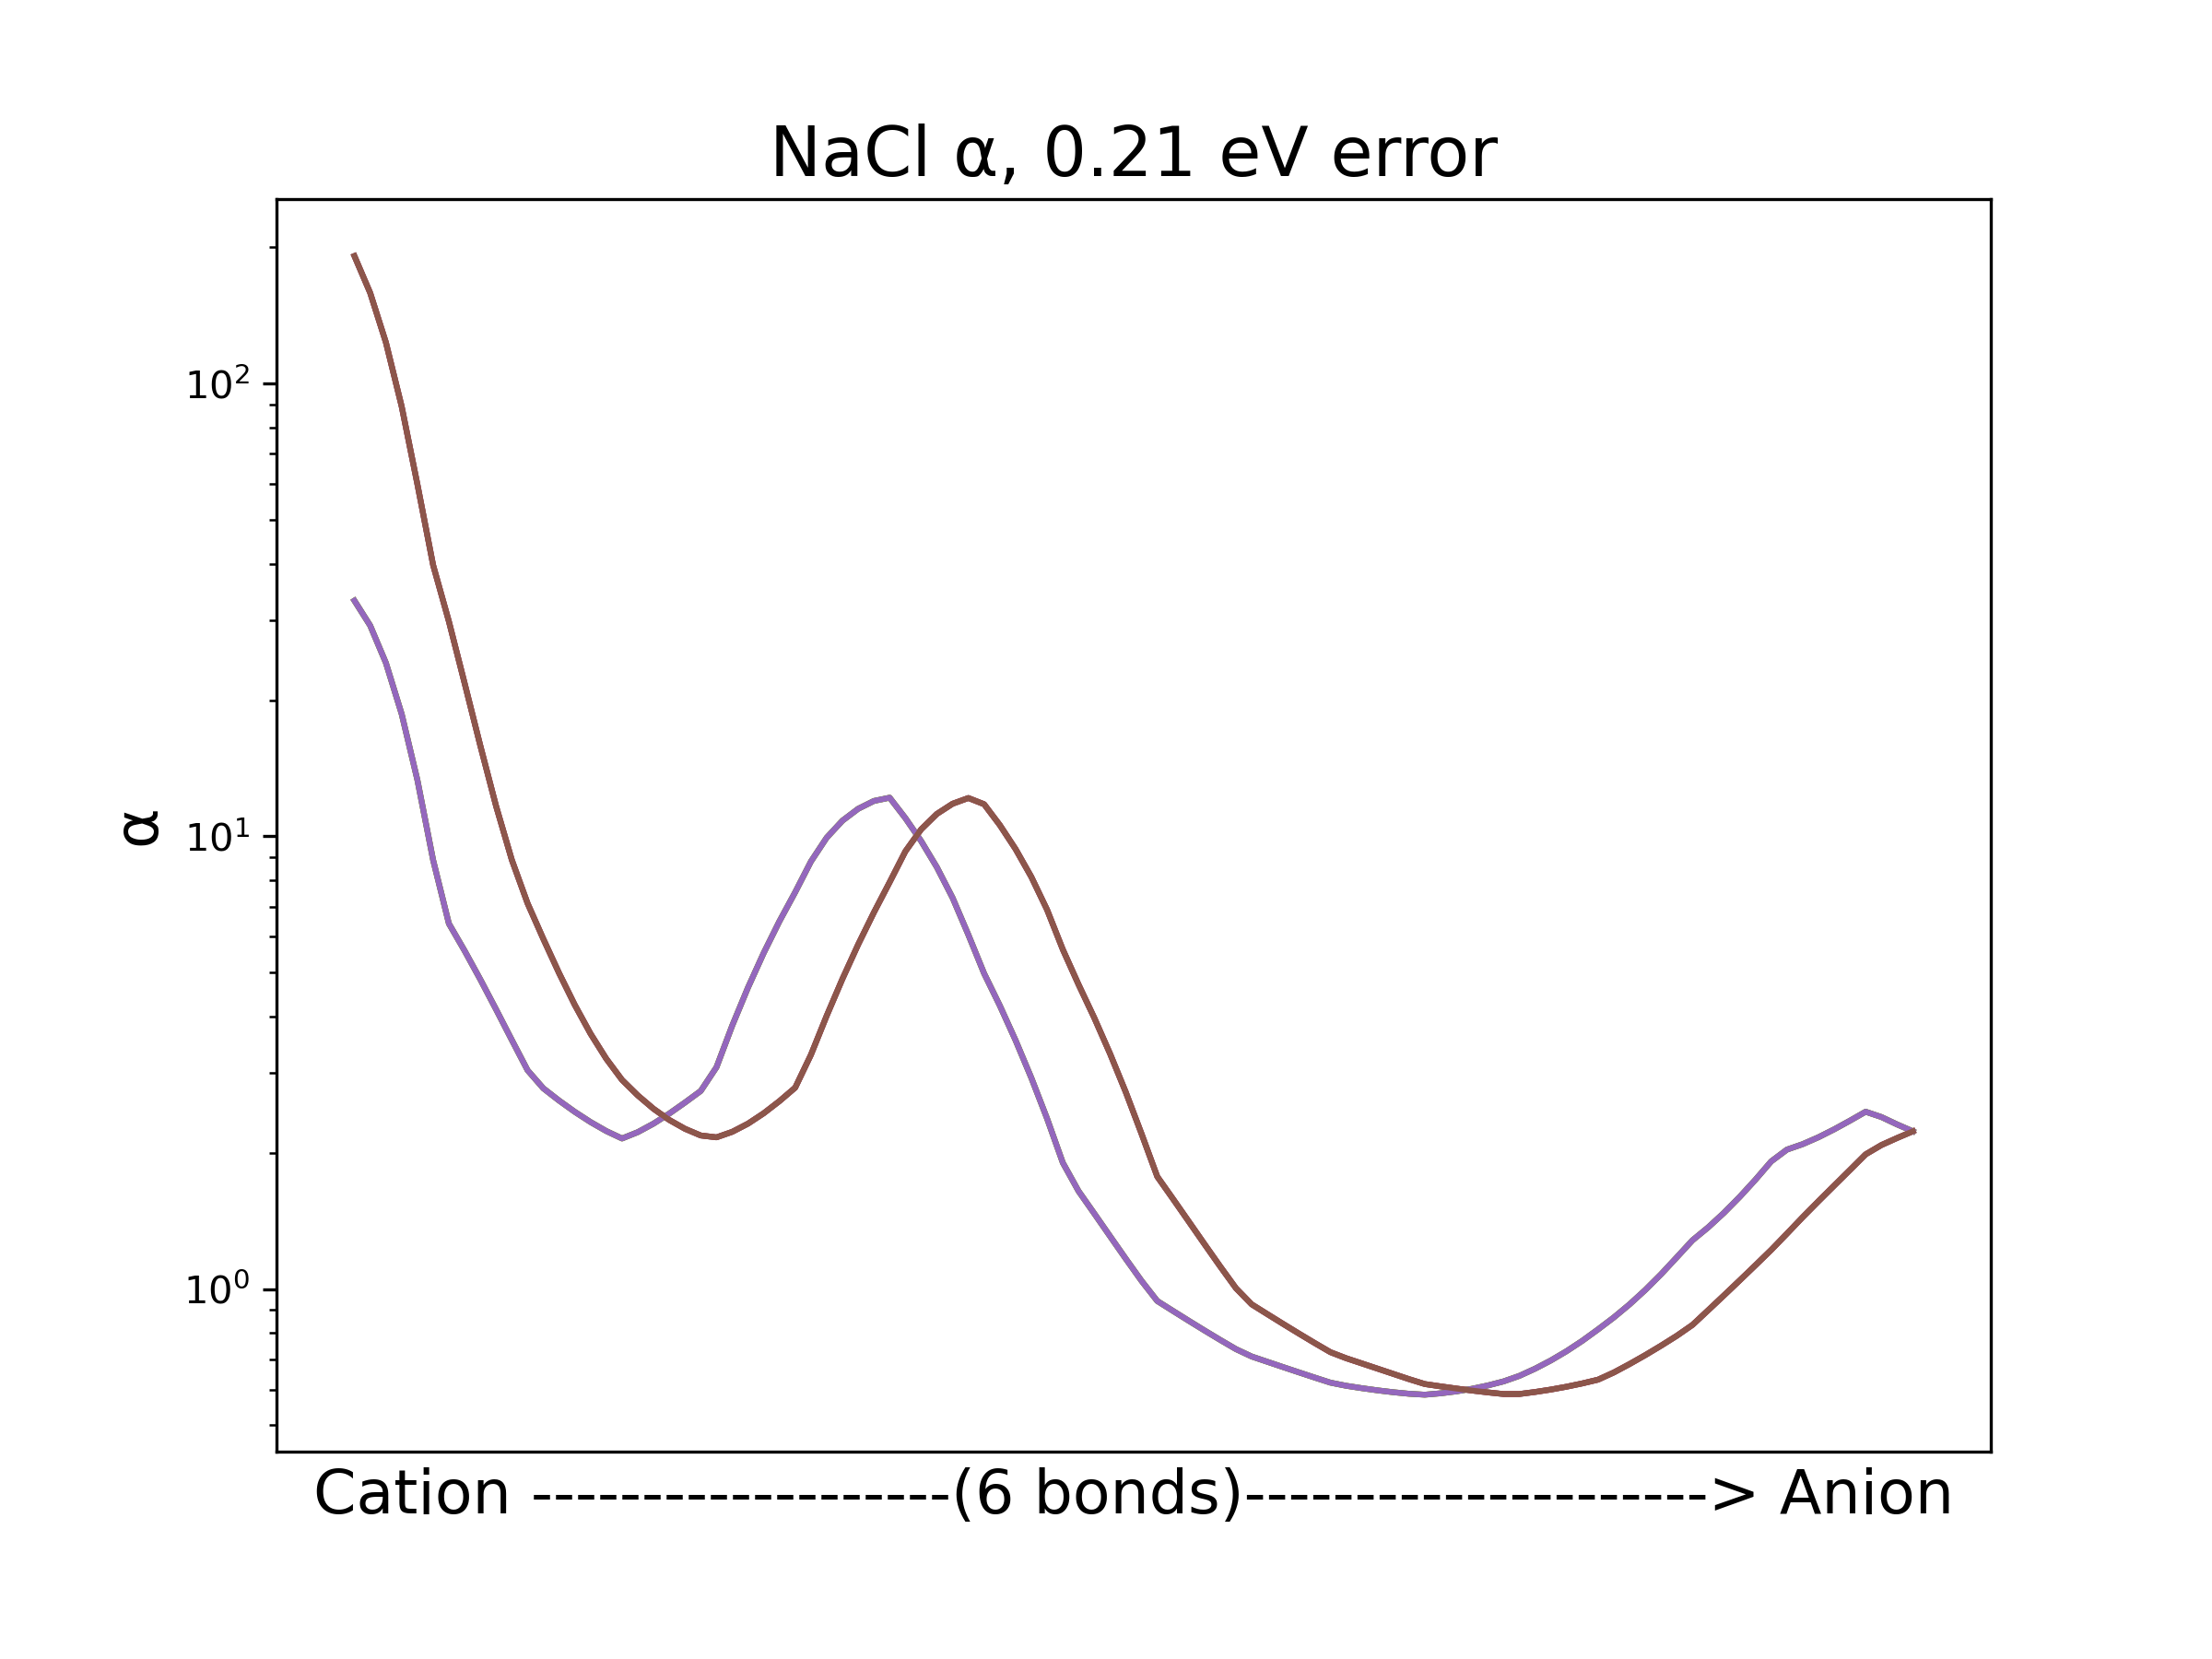 NaCl α, 0.21 eV error
α
10²
10¹
10⁰
Cation -------------------(6 bonds)---------------------> Anion